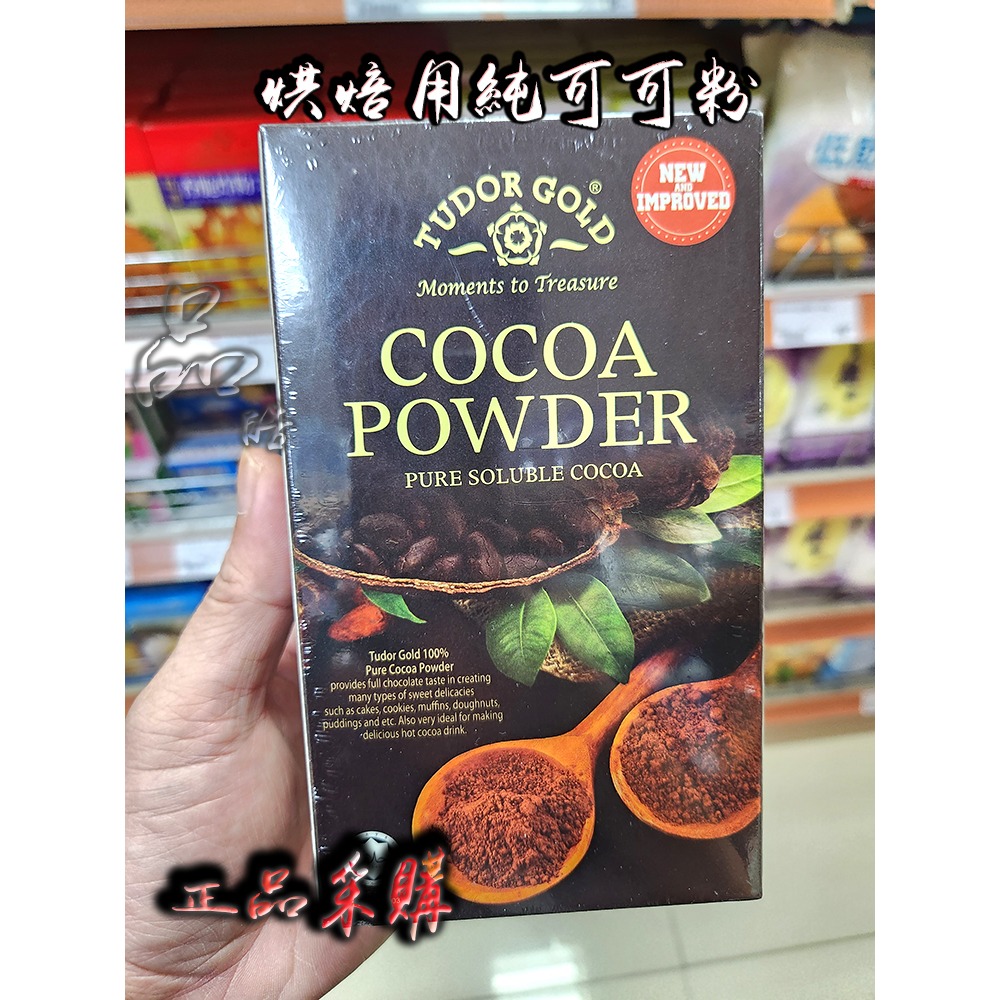 烘焙用純可可粉
NEW
AND
IMPROVED
TUDOR GOLD®
Moments to Treasure
COCOA
POWDER
PURE SOLUBLE COCOA
品
皓
Tudor Gold 100%
Pure Cocoa Powder
provides full chocolate taste in creating
many types of sweet delicacies
such as cakes, cookies, muffins, doughnuts,
puddings and etc. Also very ideal for making
delicious hot cocoa drink.
正品采購